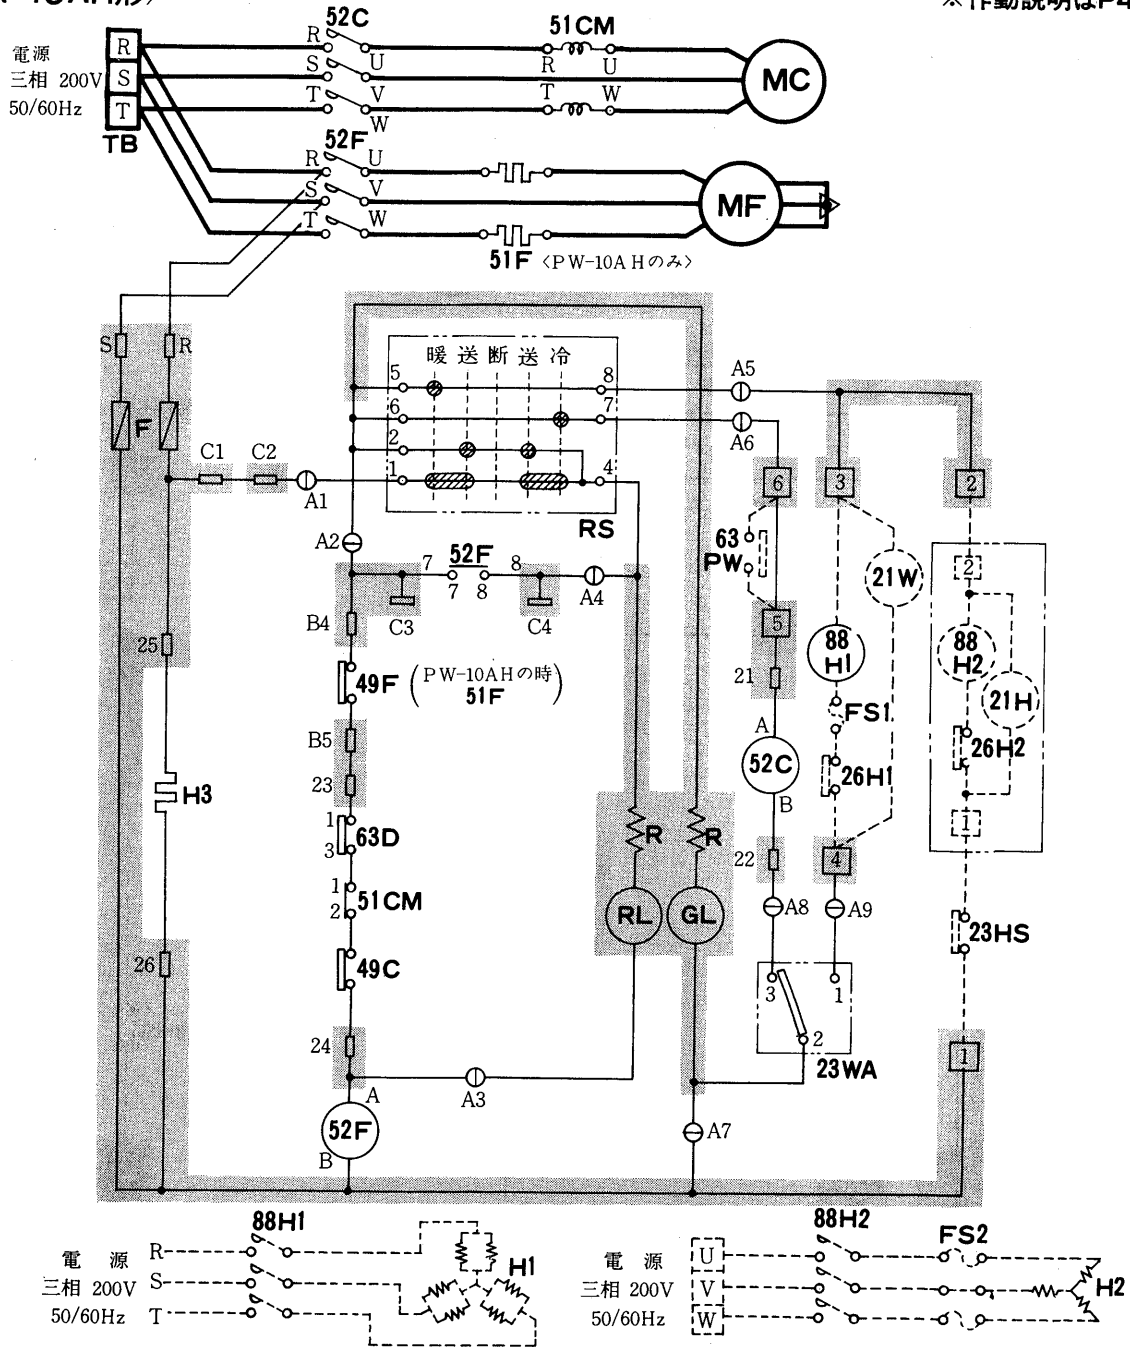 ※作動説明はP4
52C
51CM
電源
三相 200V
50/60Hz
R
S
T
TB
R
S
T
U
V
W
R
T
U
W
MC
52F
R
S
T
U
V
W
MF
51F 〈PW-10AHのみ〉
S
R
F
暖 送 断 送 冷
5
8
6
7
2
1
4
RS
A5
A6
C1
C2
A1
A2
7
52F
8
7
8
A4
B4
C3
C4
49F
(PW-10AHの時
51F)
B5
23
25
H3
1
63D
3
1
51CM
2
49C
26
24
A
A3
52F
B
R
R
RL
GL
6
3
2
63
PW
21W
5
21
A
52C
B
22
88
H1
FS1
26H1
4
A8
A9
3
1
2
23WA
A7
2
88
H2
21H
26H2
1
23HS
1
88H1
電源
三相 200V
50/60Hz
R
S
T
H1
88H2
FS2
電源
三相 200V
50/60Hz
U
V
W
H2